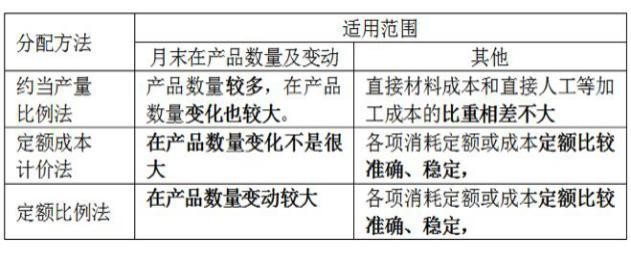 分配方法
适用范围
月末在产品数量及变动
其他
约当产量
比例法
产品数量较多，在产品
数量变化也较大。
直接材料成本和直接人工等加
工成本的比重相差不大
定额成本
计价法
在产品数量变化不是很
大
各项消耗定额或成本定额比较
准确、稳定，
定额比例法
在产品数量变动较大
各项消耗定额或成本定额比较
准确、稳定，